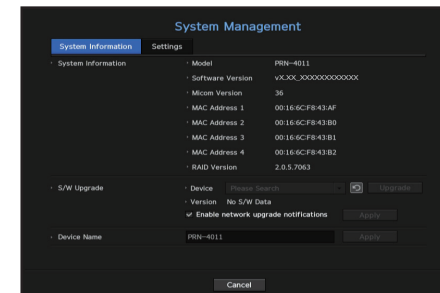 System Management
System Information Settings
System Information
Model PRN-4011
Software Version vX.XX_XXXXXXXXXXXX
Micom Version 36
MAC Address 1 00:16:6C:F8:43:AF
MAC Address 2 00:16:6C:F8:43:B0
MAC Address 3 00:16:6C:F8:43:B1
MAC Address 4 00:16:6C:F8:43:B2
RAID Version 2.0.5.7063
S/W Upgrade Device Please Search Upgrade
Version No S/W Data
Enable network upgrade notifications Apply
Device Name PRN-4011 Apply
Cancel